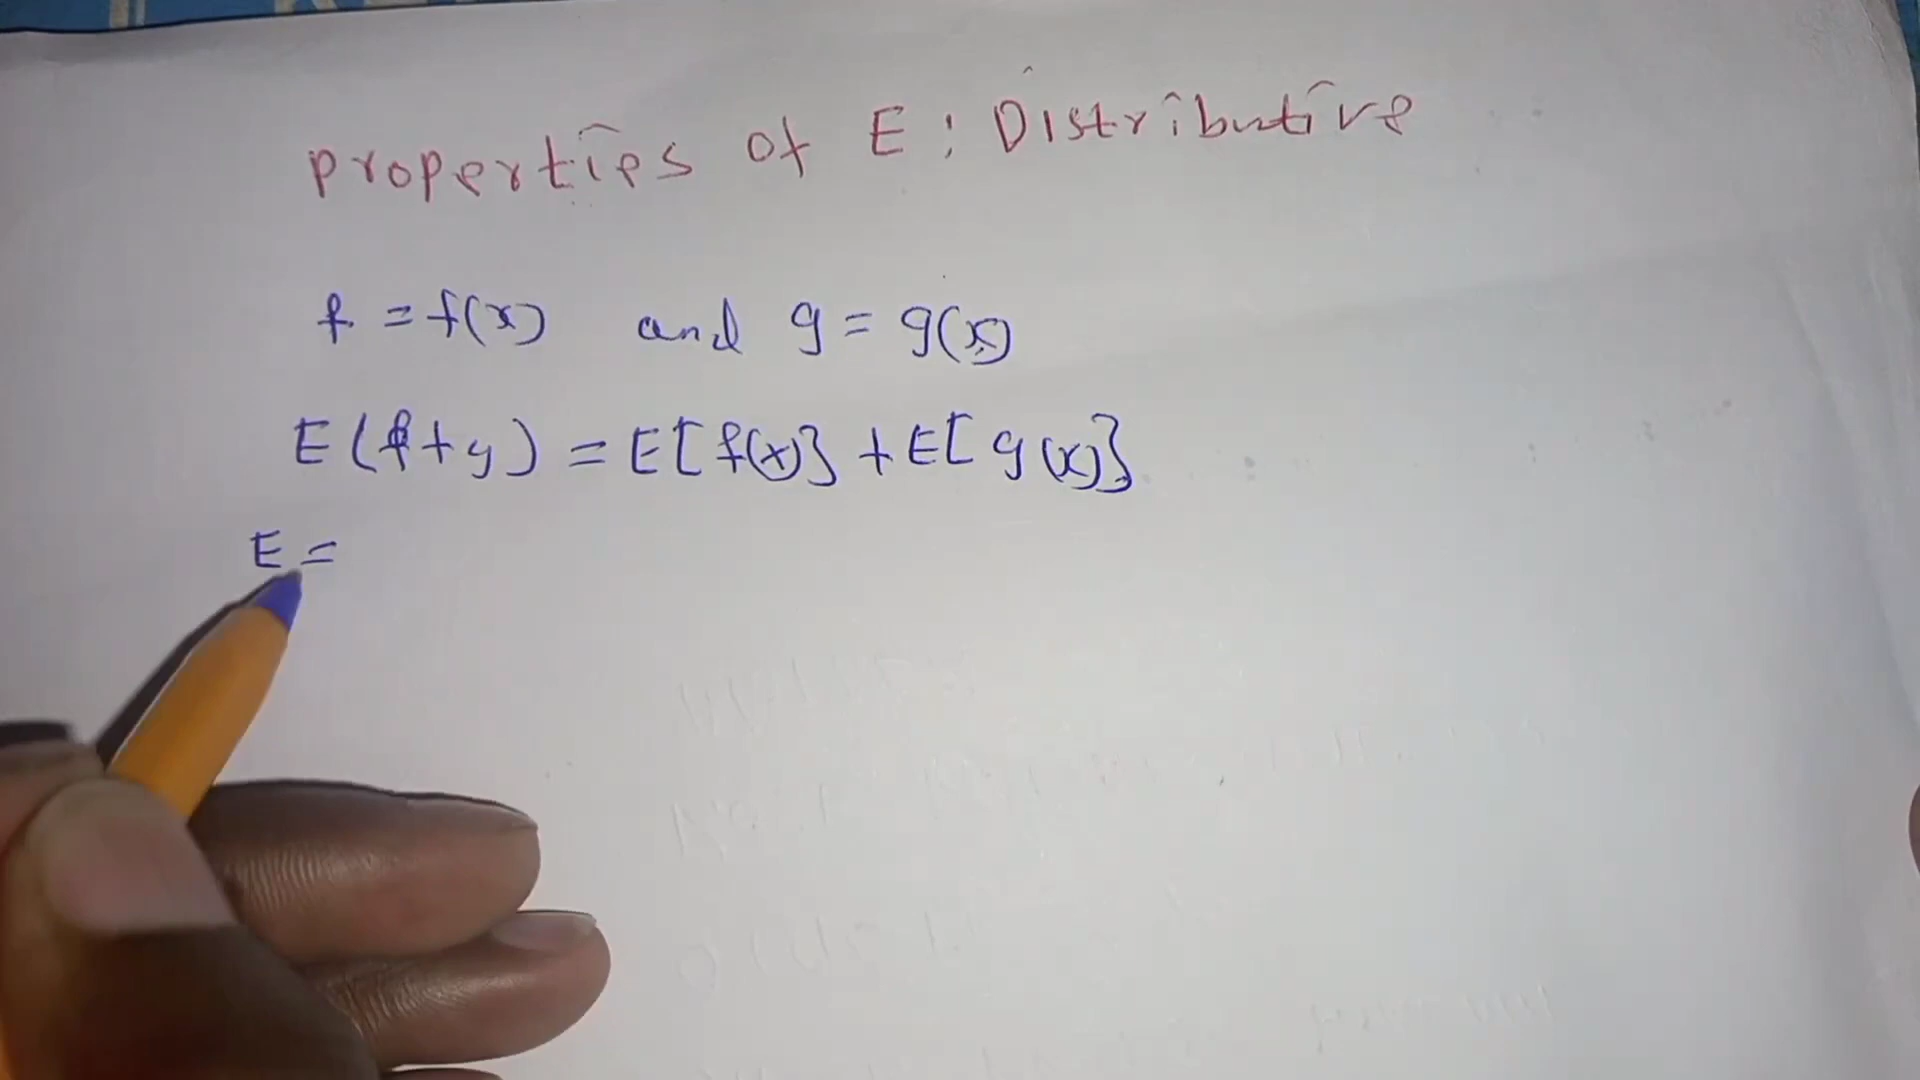 properties of E : Distributive
f = f(x) and g = g(x)
E(f+y) = E[f(x)} + E[g(x)}
E =